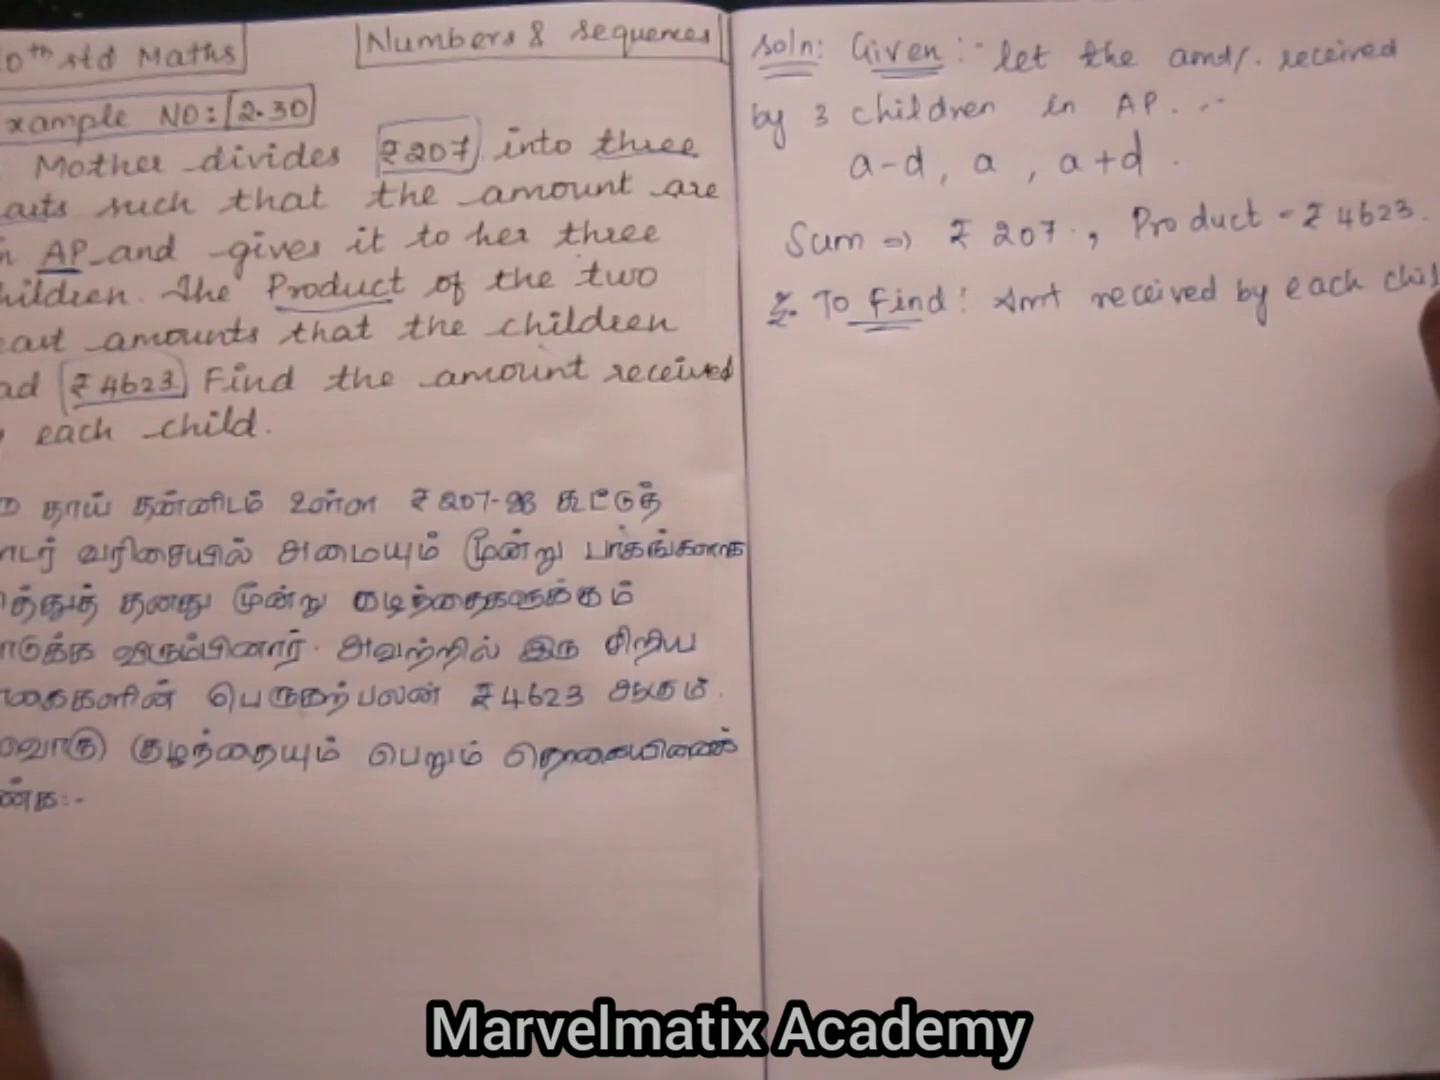 0th std Maths
Numbers & sequences
xample NO: 2.30
Mother divides ₹207 into three
arts such that the amount are
n AP and gives it to her three
hildren. The Product of the two
east amounts that the children
ad ₹4623 Find the amount received
each child.
தாய் தன்னிடம் உள்ள ₹207-ஐ கூட்டுத்
டர் வரிசையில் அமையும் மூன்று பாகங்களாக
த்துத் தனது மூன்று குழந்தைகளுக்கும்
டுக்க விரும்பினார். அவற்றில் இரு சிறிய
கைகளின் பெருக்கற்பலன் ₹4623 ஆகும்.
வொரு குழந்தையும் பெறும் தொகையினைக்
ண்க:-
soln: Given :- let the amt/. received
by 3 children in AP. ..
a-d, a, a+d.
Sum => ₹ 207., Product = ₹ 4623.
To Find: Amt received by each chil
Marvelmatix Academy